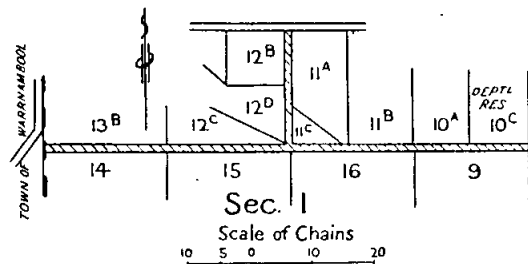 12B
11A
DEPTL
RES
12D
13B
12C
11C
11B
10A
10C
TOWN OF WARRNAMBOOL
14
15
16
9
Sec. 1
Scale of Chains
10 5 0 10 20